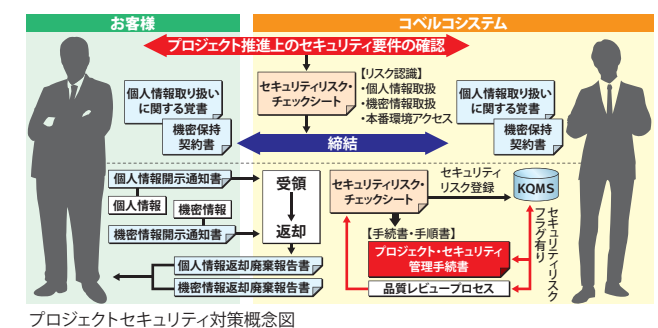 お客様
コベルコシステム
プロジェクト推進上のセキュリティ要件の確認
個人情報取り扱い
に関する覚書
機密保持
契約書
セキュリティリスク・
チェックシート
【リスク認識】
・個人情報取扱
・機密情報取扱
・本番環境アクセス
個人情報取り扱い
に関する覚書
機密保持
契約書
締結
個人情報開示通知書
個人情報
機密情報
機密情報開示通知書
受領
返却
個人情報返却廃棄報告書
機密情報返却廃棄報告書
セキュリティリスク・
チェックシート
セキュリティ
リスク登録
KQMS
セキュリティリスク
フラグ有り
【手続書・手順書】
プロジェクト・セキュリティ
管理手続書
品質レビュープロセス
プロジェクトセキュリティ対策概念図